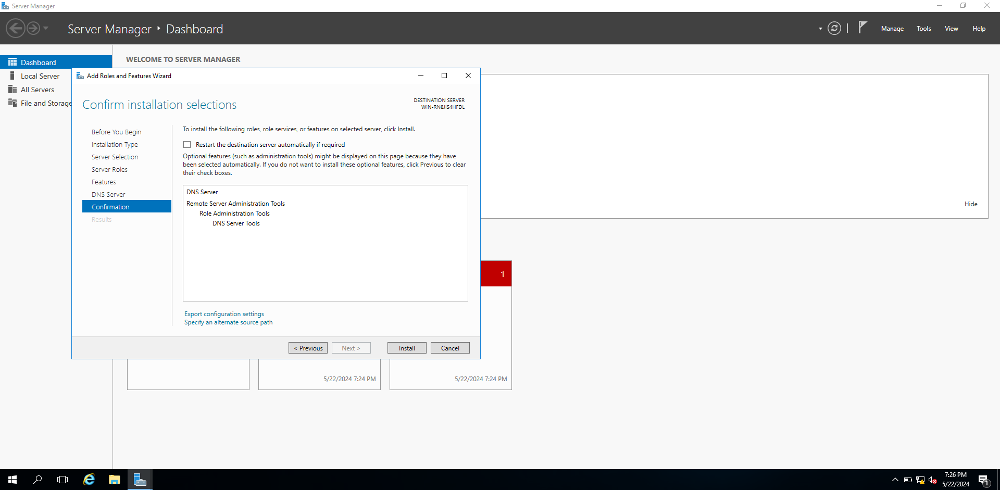 Server Manager
Server Manager ‣ Dashboard
Manage
Tools
View
Help
Dashboard
Local Server
All Servers
File and Storage
WELCOME TO SERVER MANAGER
Add Roles and Features Wizard
Confirm installation selections
DESTINATION SERVER
WIN-RN8JIS4HFDL
Before You Begin
Installation Type
Server Selection
Server Roles
Features
DNS Server
Confirmation
Results
To install the following roles, role services, or features on selected server, click Install.
Restart the destination server automatically if required
Optional features (such as administration tools) might be displayed on this page because they have
been selected automatically. If you do not want to install these optional features, click Previous to clear
their check boxes.
DNS Server
Remote Server Administration Tools
Role Administration Tools
DNS Server Tools
Export configuration settings
Specify an alternate source path
< Previous
Next >
Install
Cancel
Hide
1
5/22/2024 7:24 PM
5/22/2024 7:24 PM
7:26 PM
5/22/2024
1